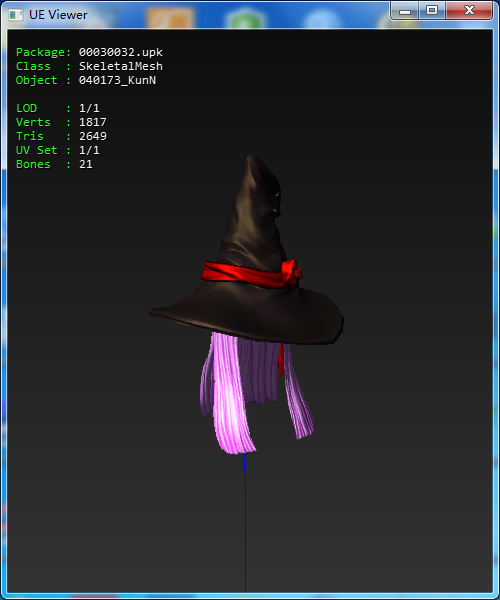 UE Viewer
Package: 00030032.upk
Class : SkeletalMesh
Object : 040173_KunN
LOD : 1/1
Verts : 1817
Tris : 2649
UV Set : 1/1
Bones : 21